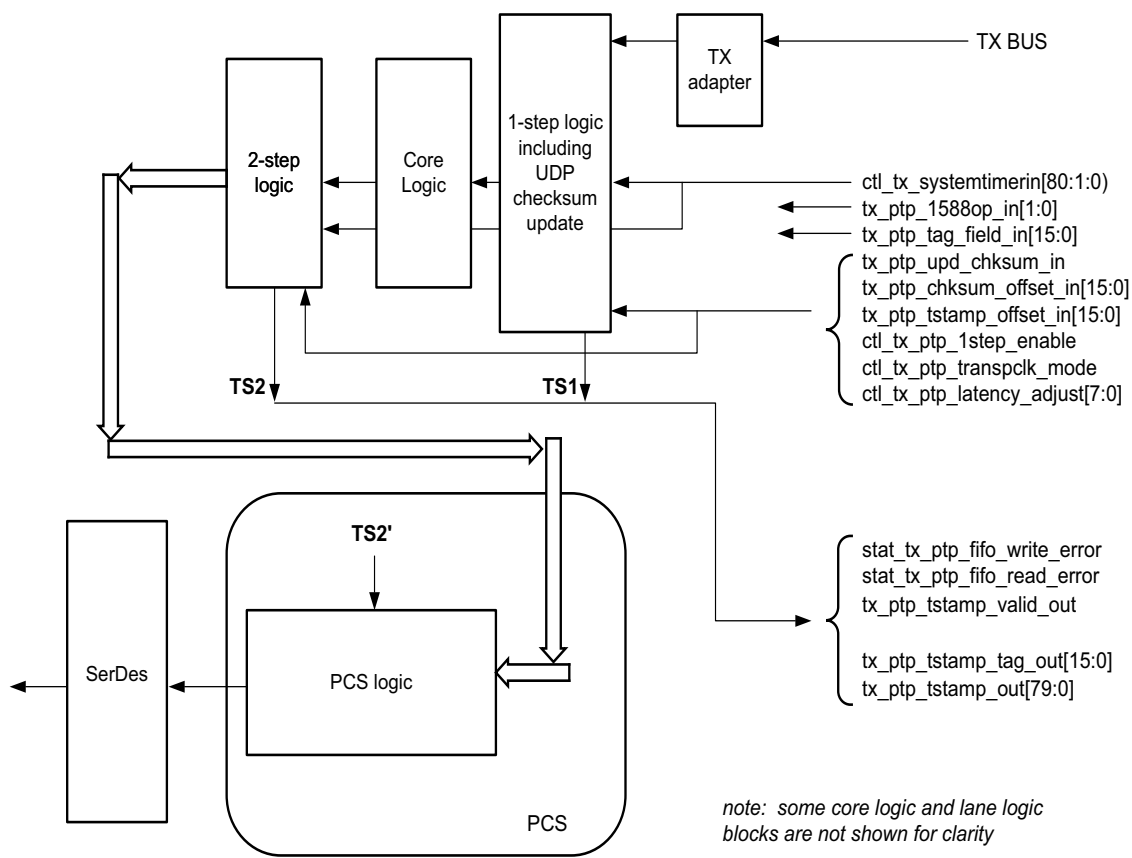 TX BUS
TX
adapter
1-step logic
including
UDP
checksum
update
Core
Logic
2-step
logic
ctl_tx_systemtimerin[80:1:0)
tx_ptp_1588op_in[1:0]
tx_ptp_tag_field_in[15:0]
tx_ptp_upd_chksum_in
tx_ptp_chksum_offset_in[15:0]
tx_ptp_tstamp_offset_in[15:0]
ctl_tx_ptp_1step_enable
ctl_tx_ptp_transpclk_mode
ctl_tx_ptp_latency_adjust[7:0]
TS2
TS1
TS2'
SerDes
PCS logic
PCS
stat_tx_ptp_fifo_write_error
stat_tx_ptp_fifo_read_error
tx_ptp_tstamp_valid_out
tx_ptp_tstamp_tag_out[15:0]
tx_ptp_tstamp_out[79:0]
note: some core logic and lane logic
blocks are not shown for clarity